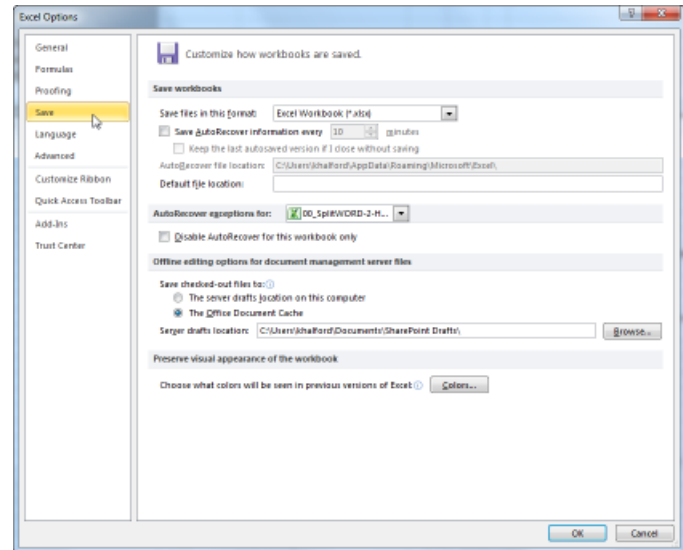 Excel Options
General
Formulas
Proofing
Save
Language
Advanced
Customize Ribbon
Quick Access Toolbar
Add-Ins
Trust Center
Customize how workbooks are saved.
Save workbooks
Save files in this format: Excel Workbook (*.xlsx)
Save AutoRecover information every 10 minutes
Keep the last autosaved version if I close without saving
AutoRecover file location: C:\Users\khalford\AppData\Roaming\Microsoft\Excel\
Default file location:
AutoRecover exceptions for: 00_SplitWORD-2-H...
Disable AutoRecover for this workbook only
Offline editing options for document management server files
Save checked-out files to:
The server drafts location on this computer
The Office Document Cache
Server drafts location: C:\Users\khalford\Documents\SharePoint Drafts\ Browse...
Preserve visual appearance of the workbook
Choose what colors will be seen in previous versions of Excel: Colors...
OK Cancel